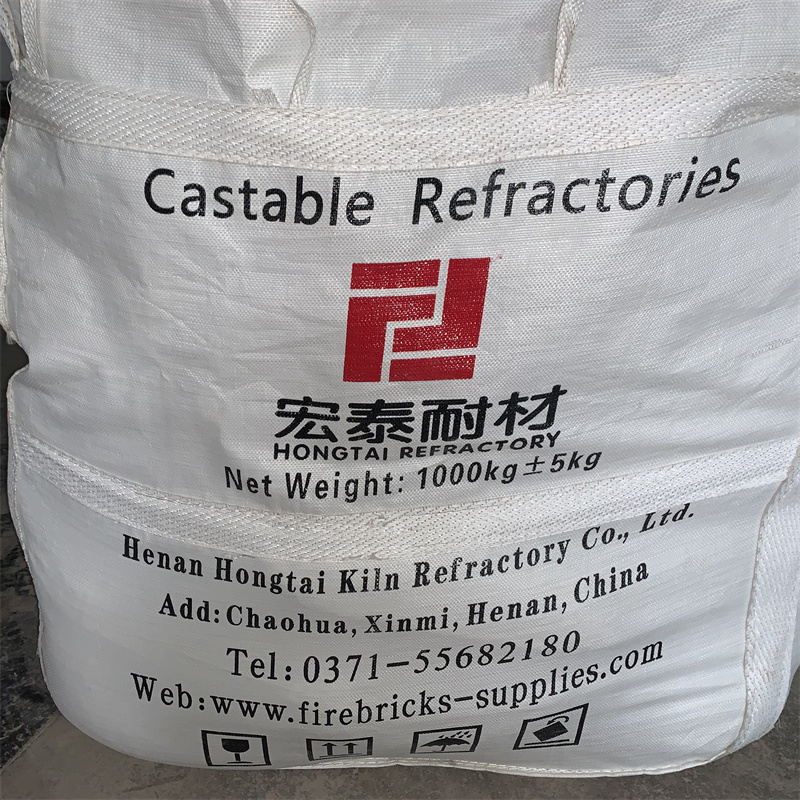 Castable Refractories
宏泰耐材
HONGTAI REFRACTORY
Net Weight: 1000kg±5kg
Henan Hongtai Kiln Refractory Co., Ltd.
Add:Chaohua, Xinmi, Henan, China
Tel:0371-55682180
Web:www.firebricks-supplies.com